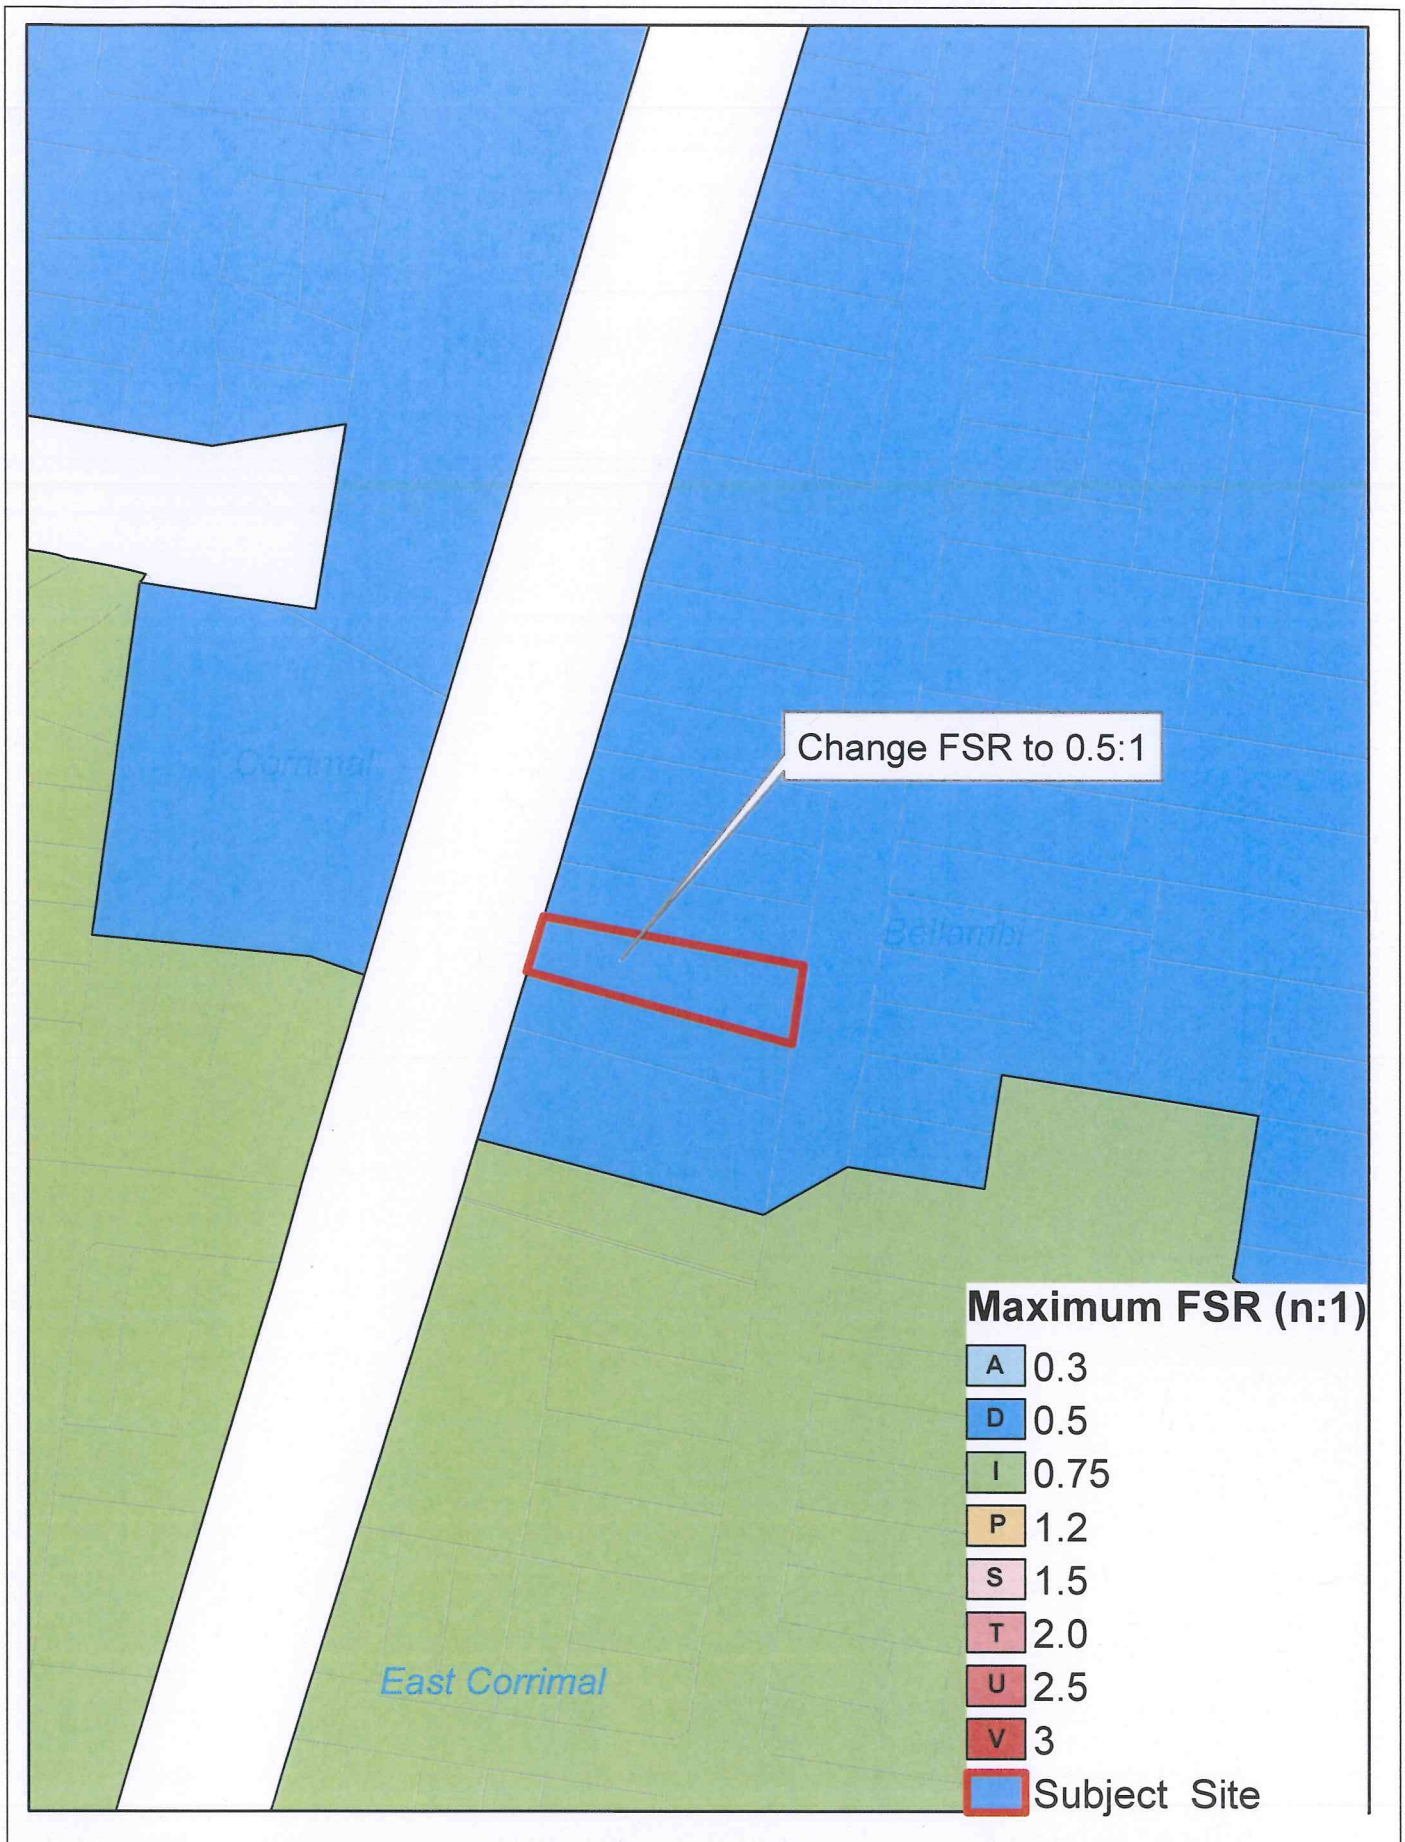 Change FSR to 0.5:1
Corrimal
Bellambi
East Corrimal
Maximum FSR (n:1)
A 0.3
D 0.5
I 0.75
P 1.2
S 1.5
T 2.0
U 2.5
V 3
Subject Site